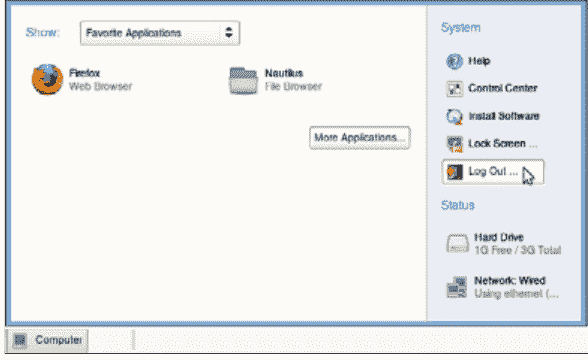 Show:
Favorite Applications
Firefox
Web Browser
Nautilus
File Browser
More Applications...
System
Help
Control Center
Install Software
Lock Screen ...
Log Out ...
Status
Hard Drive
1G Free / 3G Total
Network: Wired
Using ethernet (...
Computer